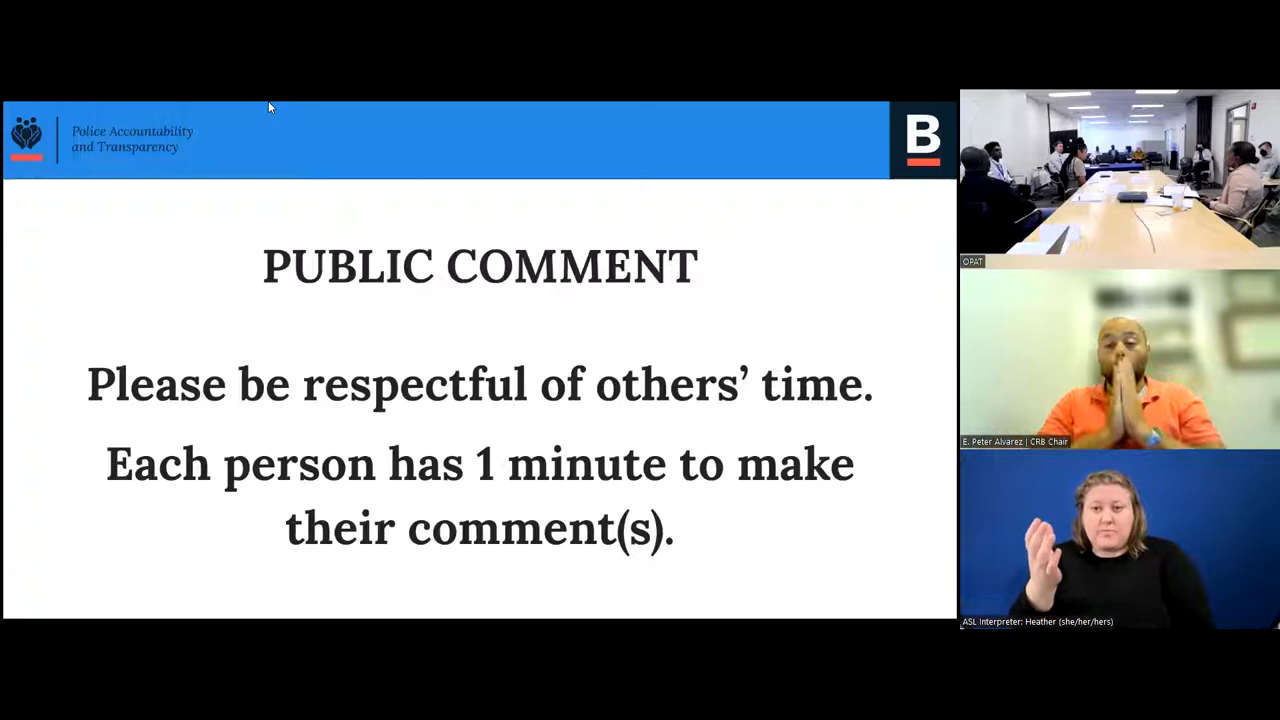 Police Accountability
and Transparency
B
PUBLIC COMMENT
Please be respectful of others’ time.
Each person has 1 minute to make
their comment(s).
OPAT
E. Peter Alvarez | CRB Chair
ASL Interpreter: Heather (she/her/hers)